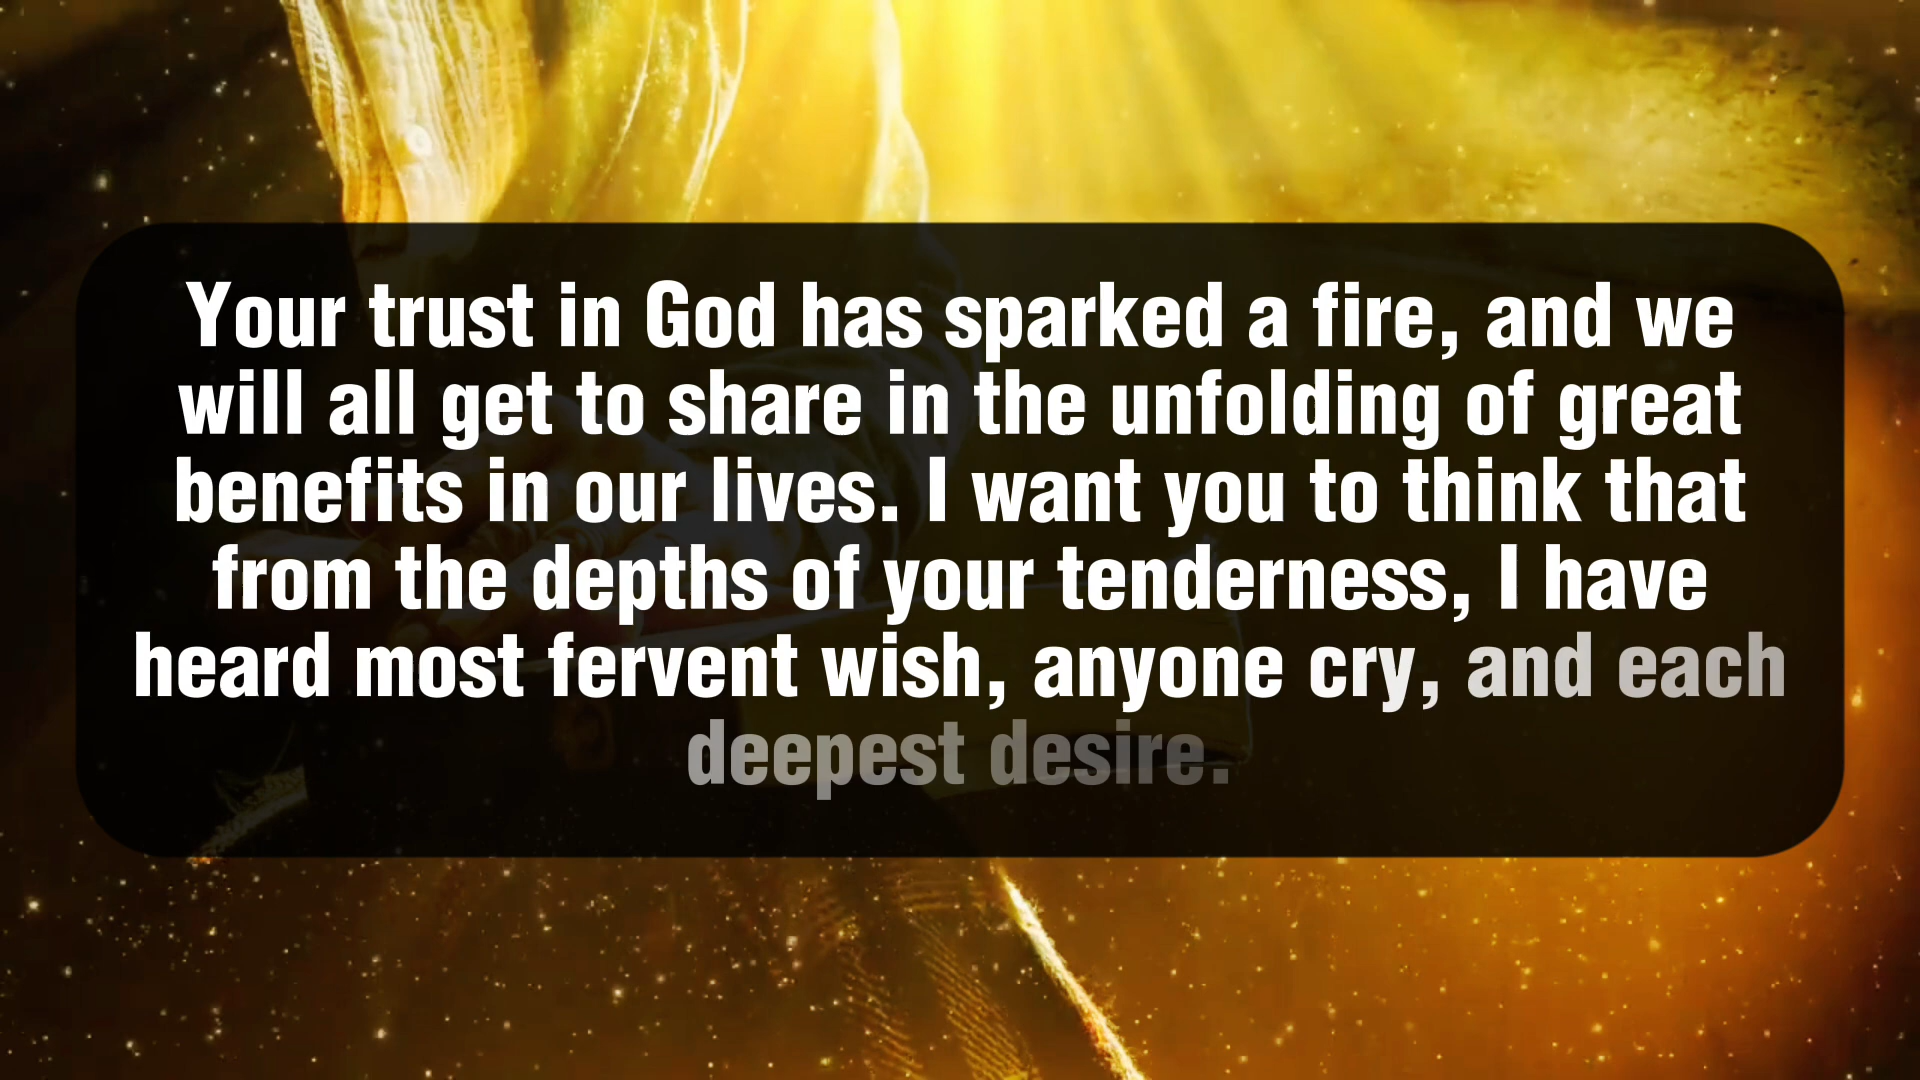 Your trust in God has sparked a fire, and we
will all get to share in the unfolding of great
benefits in our lives. I want you to think that
from the depths of your tenderness, I have
heard most fervent wish, anyone cry, and each
deepest desire.